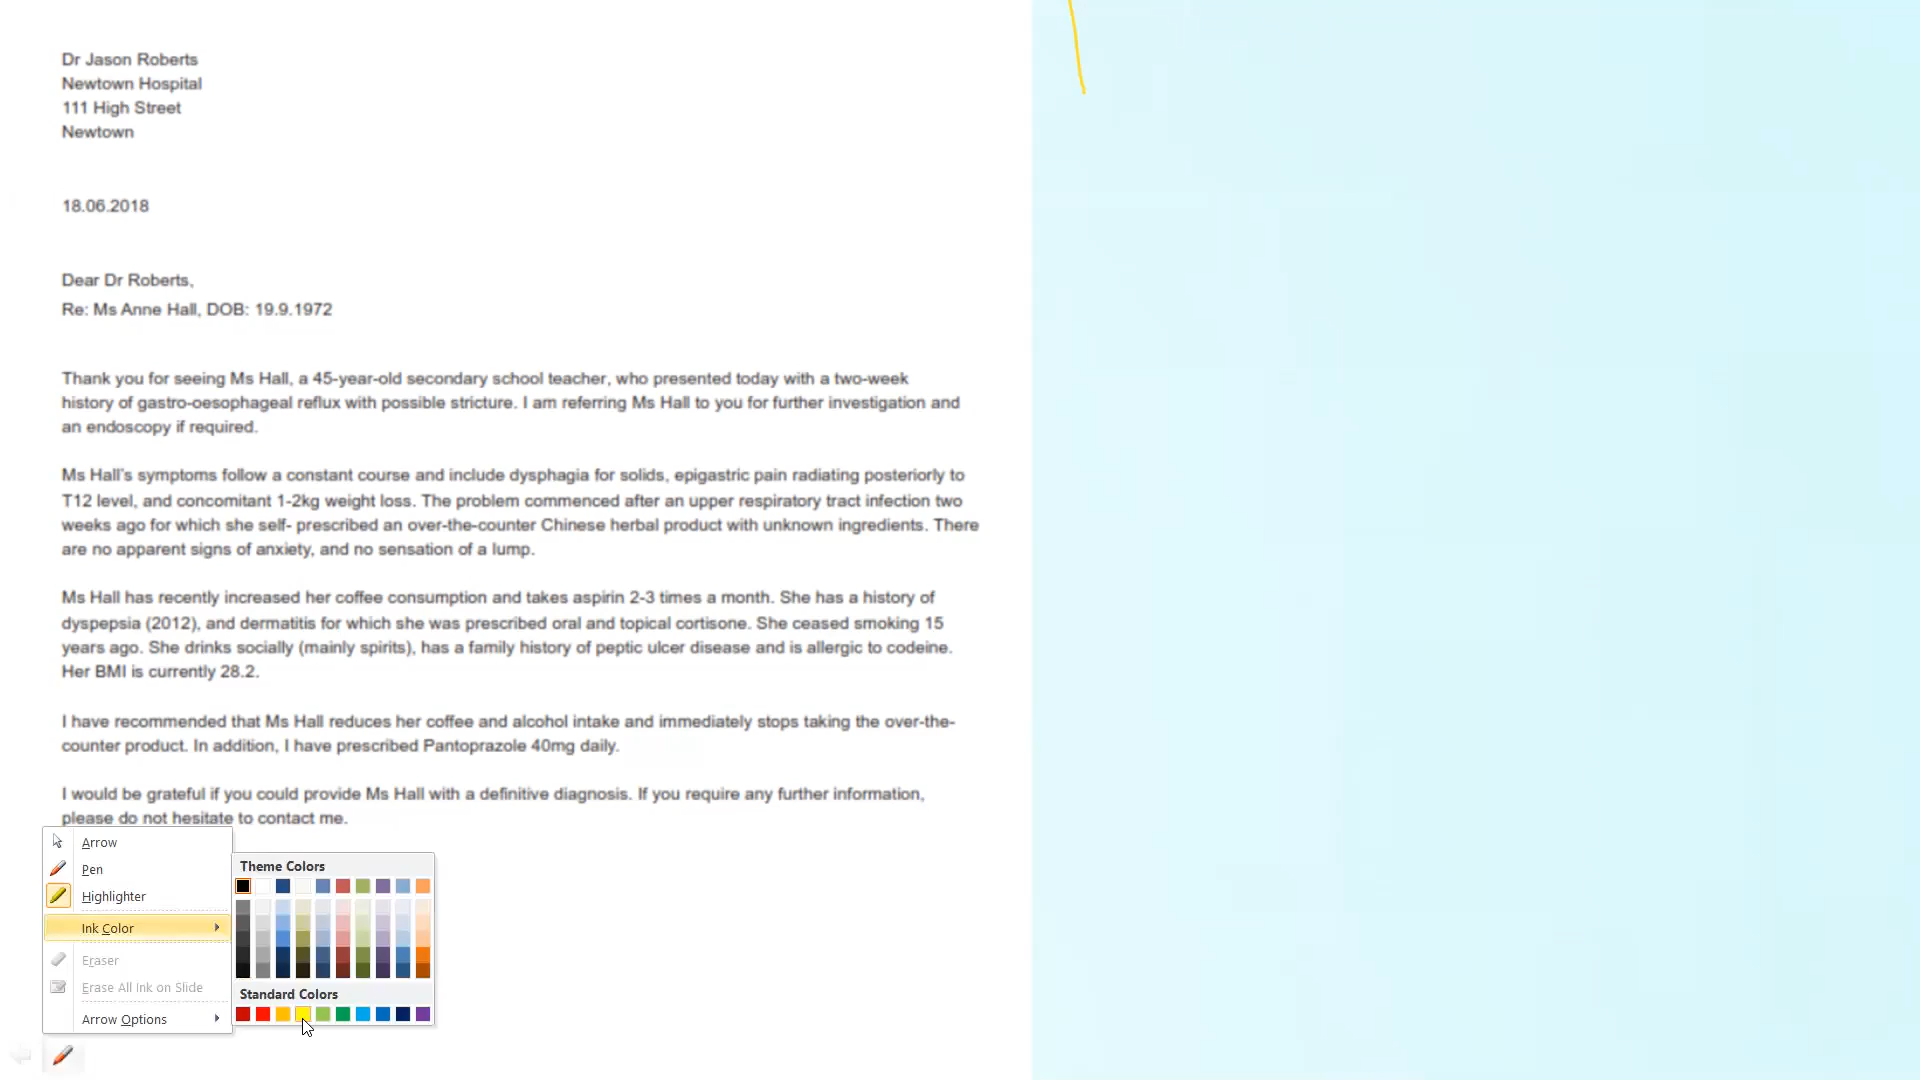 Dr Jason Roberts
Newtown Hospital
111 High Street
Newtown
18.06.2018
Dear Dr Roberts,
Re: Ms Anne Hall, DOB: 19.9.1972
Thank you for seeing Ms Hall, a 45-year-old secondary school teacher, who presented today with a two-week
history of gastro-oesophageal reflux with possible stricture. I am referring Ms Hall to you for further investigation and
an endoscopy if required.
Ms Hall's symptoms follow a constant course and include dysphagia for solids, epigastric pain radiating posteriorly to
T12 level, and concomitant 1-2kg weight loss. The problem commenced after an upper respiratory tract infection two
weeks ago for which she self- prescribed an over-the-counter Chinese herbal product with unknown ingredients. There
are no apparent signs of anxiety, and no sensation of a lump.
Ms Hall has recently increased her coffee consumption and takes aspirin 2-3 times a month. She has a history of
dyspepsia (2012), and dermatitis for which she was prescribed oral and topical cortisone. She ceased smoking 15
years ago. She drinks socially (mainly spirits), has a family history of peptic ulcer disease and is allergic to codeine.
Her BMI is currently 28.2.
I have recommended that Ms Hall reduces her coffee and alcohol intake and immediately stops taking the over-the-
counter product. In addition, I have prescribed Pantoprazole 40mg daily.
I would be grateful if you could provide Ms Hall with a definitive diagnosis. If you require any further information,
please do not hesitate to contact me.
Arrow
Pen
Highlighter
Ink Color
Eraser
Erase All Ink on Slide
Arrow Options
Theme Colors
Standard Colors